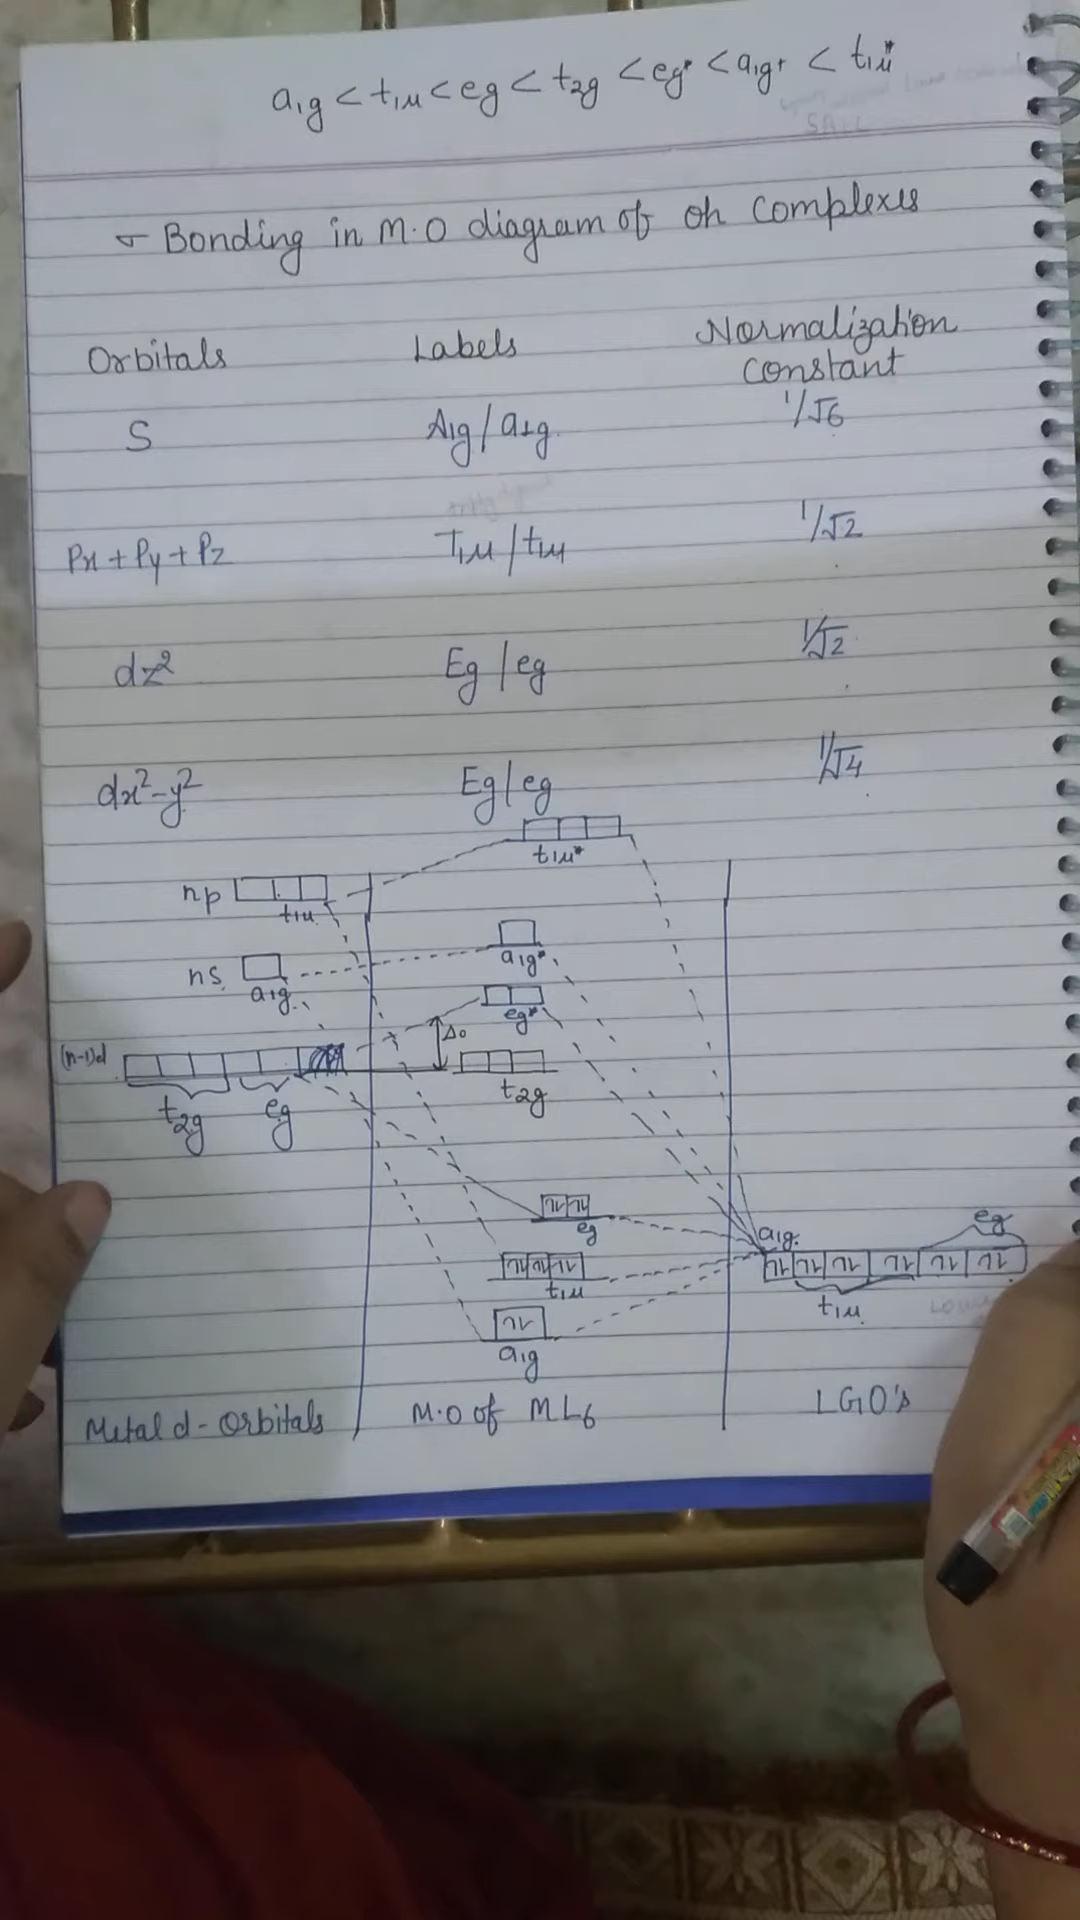 a1g < t1u < eg < t2g < eg* < a1g* < t1u*
- Bonding in M.O diagram of oh complexes
Orbitals Labels Normalization constant
S A1g/a1g 1/√6
Px + Py + Pz T1u/t1u 1/√2
dz² Eg/eg 1/√2
dx²-y² Eg/eg 1/√4
t1u*
np
t1u
ns
a1g
a1g*
eg*
(n-1)d
Δo
t2g eg
t2g
eg
a1g eg
t1u
t1u
a1g
Metal d-Orbitals M.O of ML6 LGO's